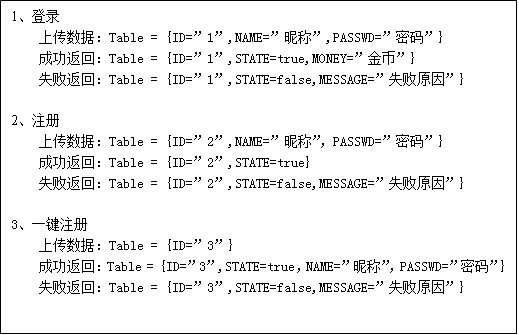 1、登录
上传数据：Table = {ID=”1”,NAME=”昵称”,PASSWD=”密码”}
成功返回：Table = {ID=”1”,STATE=true,MONEY=”金币”}
失败返回：Table = {ID=”1”,STATE=false,MESSAGE=”失败原因”}
2、注册
上传数据：Table = {ID=”2”,NAME=”昵称”，PASSWD=”密码”}
成功返回：Table = {ID=”2”,STATE=true}
失败返回：Table = {ID=”2”,STATE=false,MESSAGE=”失败原因”}
3、一键注册
上传数据：Table = {ID=”3”}
成功返回：Table = {ID=”3”,STATE=true，NAME=”昵称”，PASSWD=”密码”}
失败返回：Table = {ID=”3”,STATE=false,MESSAGE=”失败原因”}